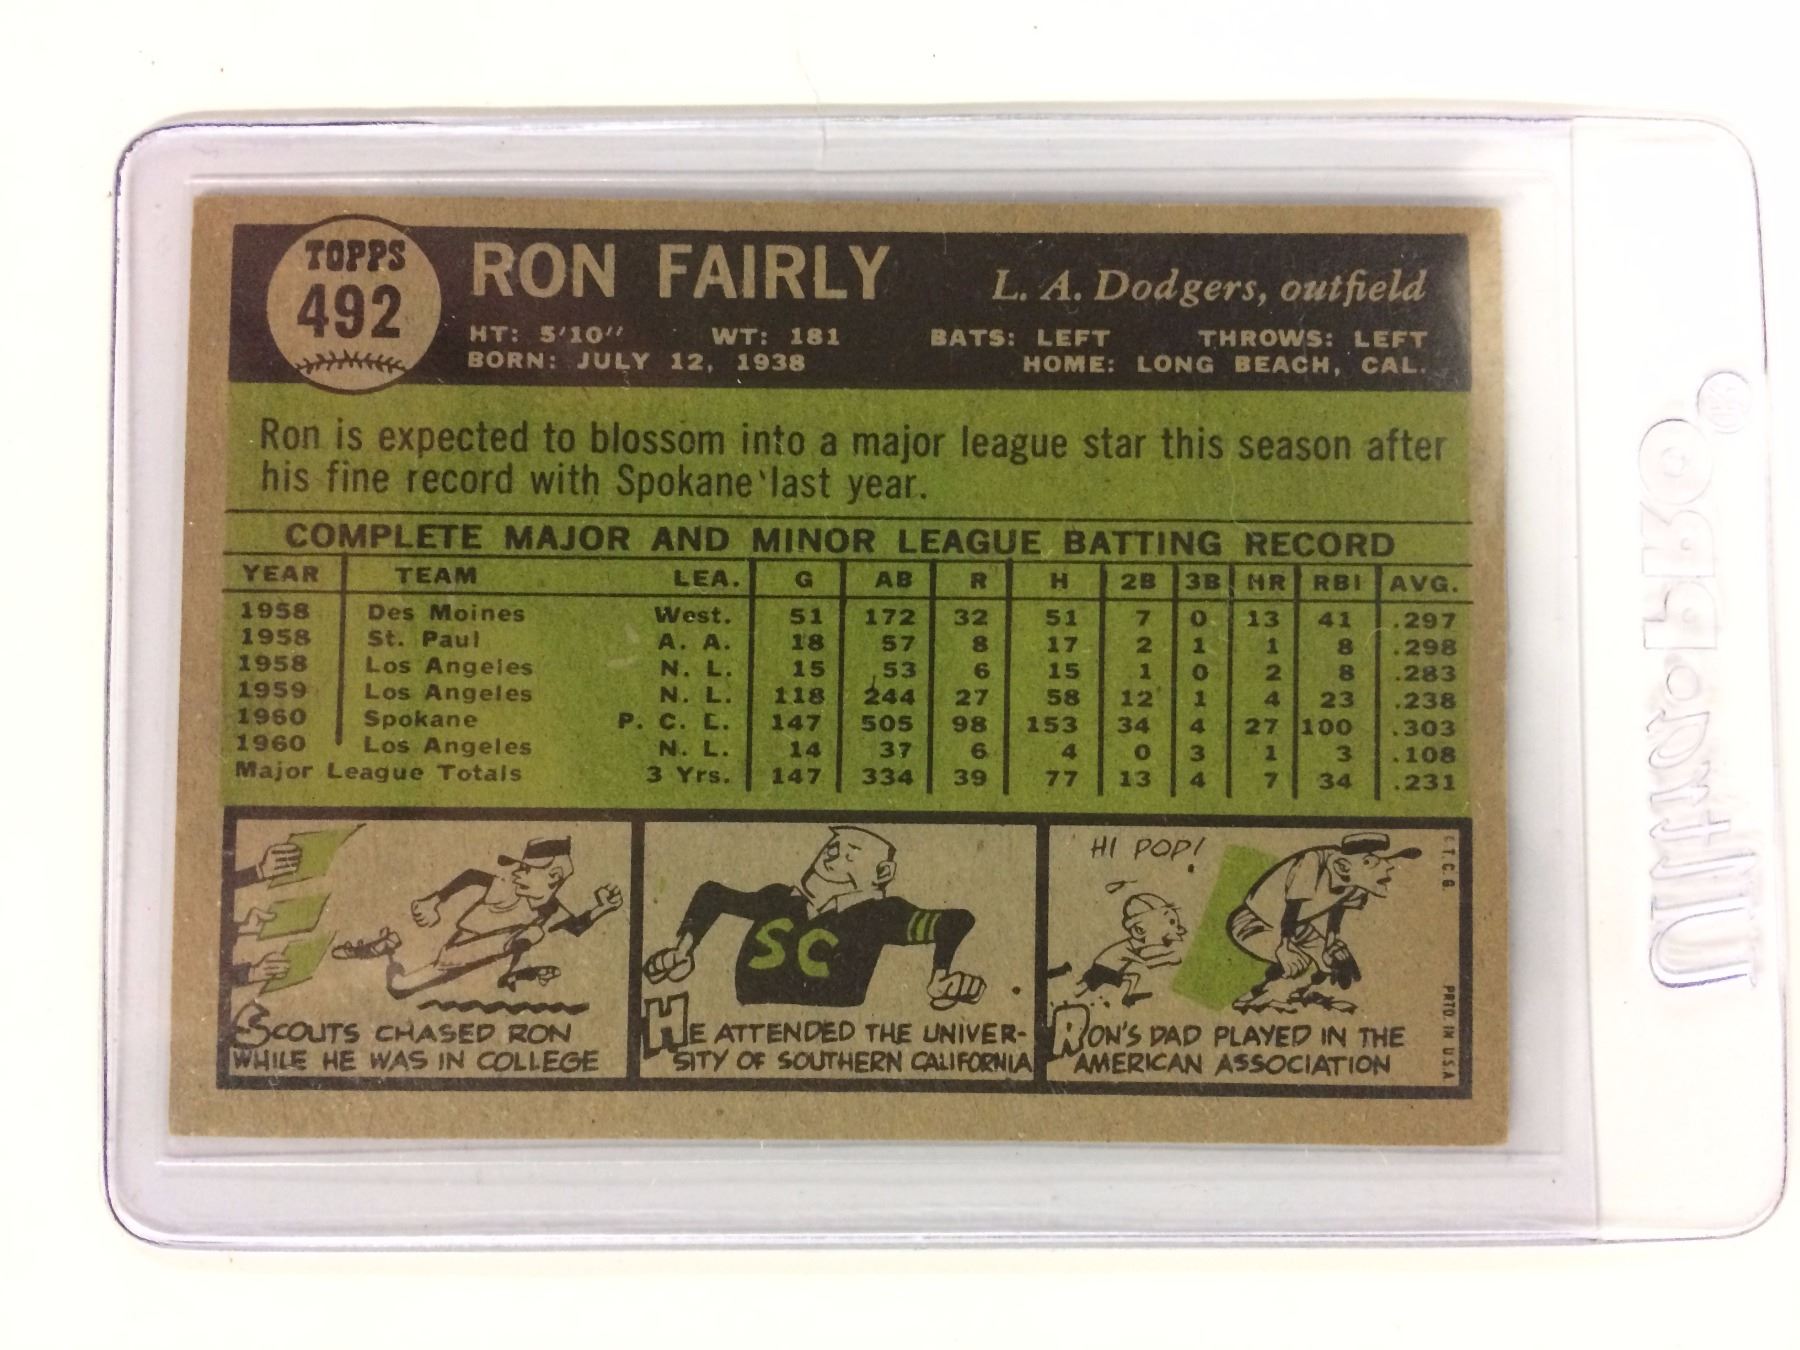 TOPPS
492
RON FAIRLY
L. A. Dodgers, outfield
HT: 5'10" WT: 181 BATS: LEFT THROWS: LEFT
BORN: JULY 12, 1938 HOME: LONG BEACH, CAL.
Ron is expected to blossom into a major league star this season after
his fine record with Spokane last year.
COMPLETE MAJOR AND MINOR LEAGUE BATTING RECORD
YEAR TEAM LEA. G AB R H 2B 3B HR RBI AVG.
1958 Des Moines West. 51 172 32 51 7 0 13 41 .297
1958 St. Paul A. A. 18 57 8 17 2 1 1 8 .298
1958 Los Angeles N. L. 15 53 6 15 1 0 2 8 .283
1959 Los Angeles N. L. 118 244 27 58 12 1 4 23 .238
1960 Spokane P. C. L. 147 505 98 153 34 4 27 100 .303
1960 Los Angeles N. L. 14 37 6 4 0 3 1 3 .108
Major League Totals 3 Yrs. 147 334 39 77 13 4 7 34 .231
SCOUTS CHASED RON
WHILE HE WAS IN COLLEGE
SC
HE ATTENDED THE UNIVER-
SITY OF SOUTHERN CALIFORNIA
HI POP!
RON'S DAD PLAYED IN THE
AMERICAN ASSOCIATION
T. C. G.
PRTD. IN U.S.A.
ULTRA•PRO